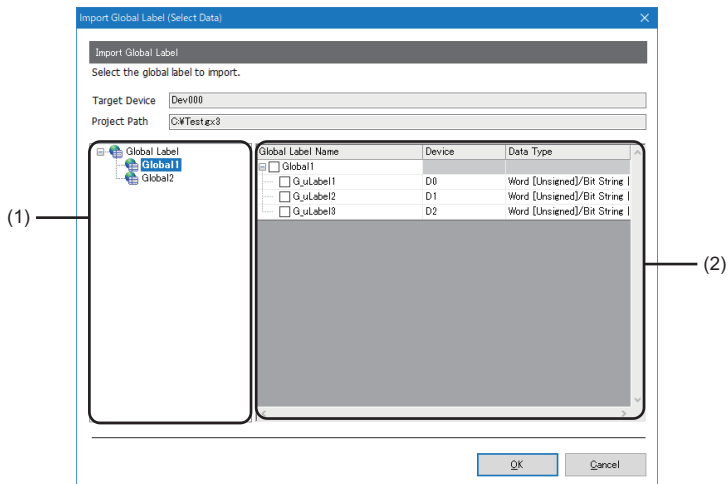 Import Global Label (Select Data)
Import Global Label
Select the global label to import.
Target Device Dev000
Project Path C:¥Test.gx3
Global Label
Global1
Global2
Global Label Name Device Data Type
Global1
G_uLabel1 D0 Word [Unsigned]/Bit String [
G_uLabel2 D1 Word [Unsigned]/Bit String [
G_uLabel3 D2 Word [Unsigned]/Bit String [
(1)
(2)
OK Cancel